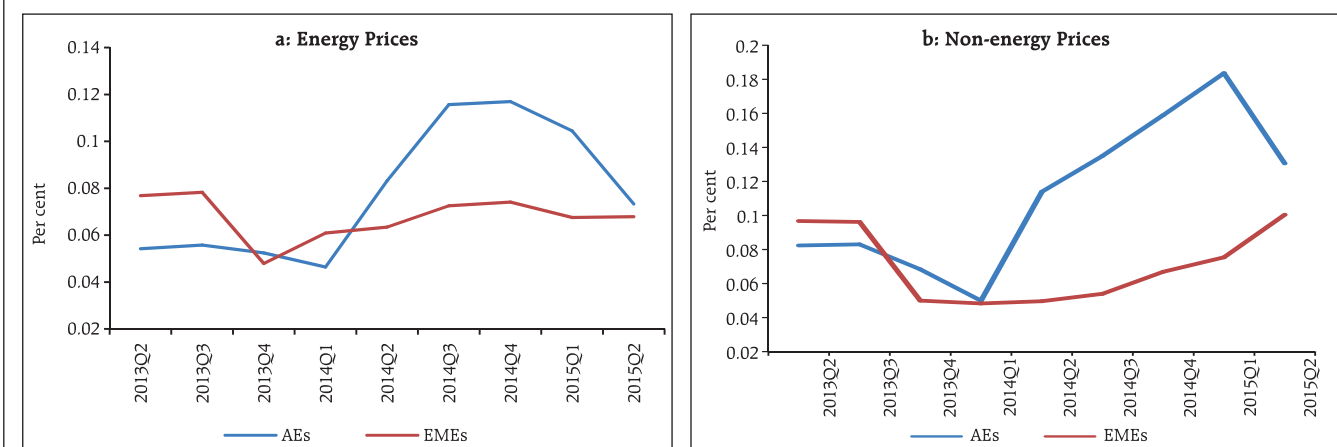 a: Energy Prices
0.14
0.12
0.1
0.08
0.06
0.04
0.02
Per cent
2013Q2
2013Q3
2013Q4
2014Q1
2014Q2
2014Q3
2014Q4
2015Q1
2015Q2
AEs
EMEs
b: Non-energy Prices
0.2
0.18
0.16
0.14
0.12
0.1
0.08
0.06
0.04
0.02
Per cent
2013Q2
2013Q3
2013Q4
2014Q1
2014Q2
2014Q3
2014Q4
2015Q1
2015Q2
AEs
EMEs